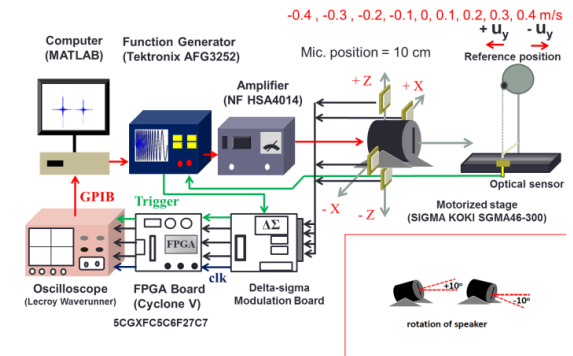 -0.4 , -0.3 , -0.2, -0.1, 0, 0.1, 0.2, 0.3, 0.4 m/s
+ uy - uy
Reference position
Computer
(MATLAB)
Function Generator
(Tektronix AFG3252)
Mic. position = 10 cm
Amplifier
(NF HSA4014)
+ Z
+ X
- X
- Z
Optical sensor
Motorized stage
(SIGMA KOKI SGMA46-300)
GPIB
Trigger
ΔΣ
FPGA
clk
Oscilloscope
(Lecroy Waverunner)
FPGA Board
(Cyclone V)
5CGXFC5C6F27C7
Delta-sigma
Modulation Board
+10º
-10º
rotation of speaker